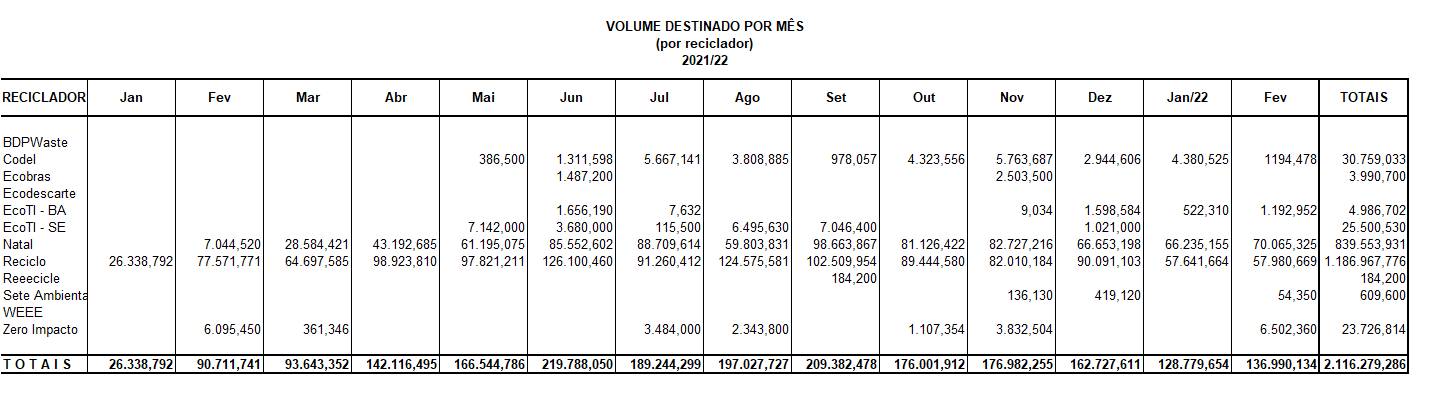 VOLUME DESTINADO POR MÊS
(por reciclador)
2021/22
RECICLADOR Jan Fev Mar Abr Mai Jun Jul Ago Set Out Nov Dez Jan/22 Fev TOTAIS
BDPWaste
Codel 386,500 1.311,598 5.667,141 3.808,885 978,057 4.323,556 5.763,687 2.944,606 4.380,525 1194,478 30.759,033
Ecobras 1.487,200 2.503,500 3.990,700
Ecodescarte
EcoTI - BA 1.656,190 7,632 9,034 1.598,584 522,310 1.192,952 4.986,702
EcoTI - SE 7.142,000 3.680,000 115,500 6.495,630 7.046,400 1.021,000 25.500,530
Natal 7.044,520 28.584,421 43.192,685 61.195,075 85.552,602 88.709,614 59.803,831 98.663,867 81.126,422 82.727,216 66.653,198 66.235,155 70.065,325 839.553,931
Reciclo 26.338,792 77.571,771 64.697,585 98.923,810 97.821,211 126.100,460 91.260,412 124.575,581 102.509,954 89.444,580 82.010,184 90.091,103 57.641,664 57.980,669 1.186.967,776
Reeecicle 184,200 184,200
Sete Ambienta 136,130 419,120 54,350 609,600
WEEE
Zero Impacto 6.095,450 361,346 3.484,000 2.343,800 1.107,354 3.832,504 6.502,360 23.726,814
T O T A I S 26.338,792 90.711,741 93.643,352 142.116,495 166.544,786 219.788,050 189.244,299 197.027,727 209.382,478 176.001,912 176.982,255 162.727,611 128.779,654 136.990,134 2.116.279,286